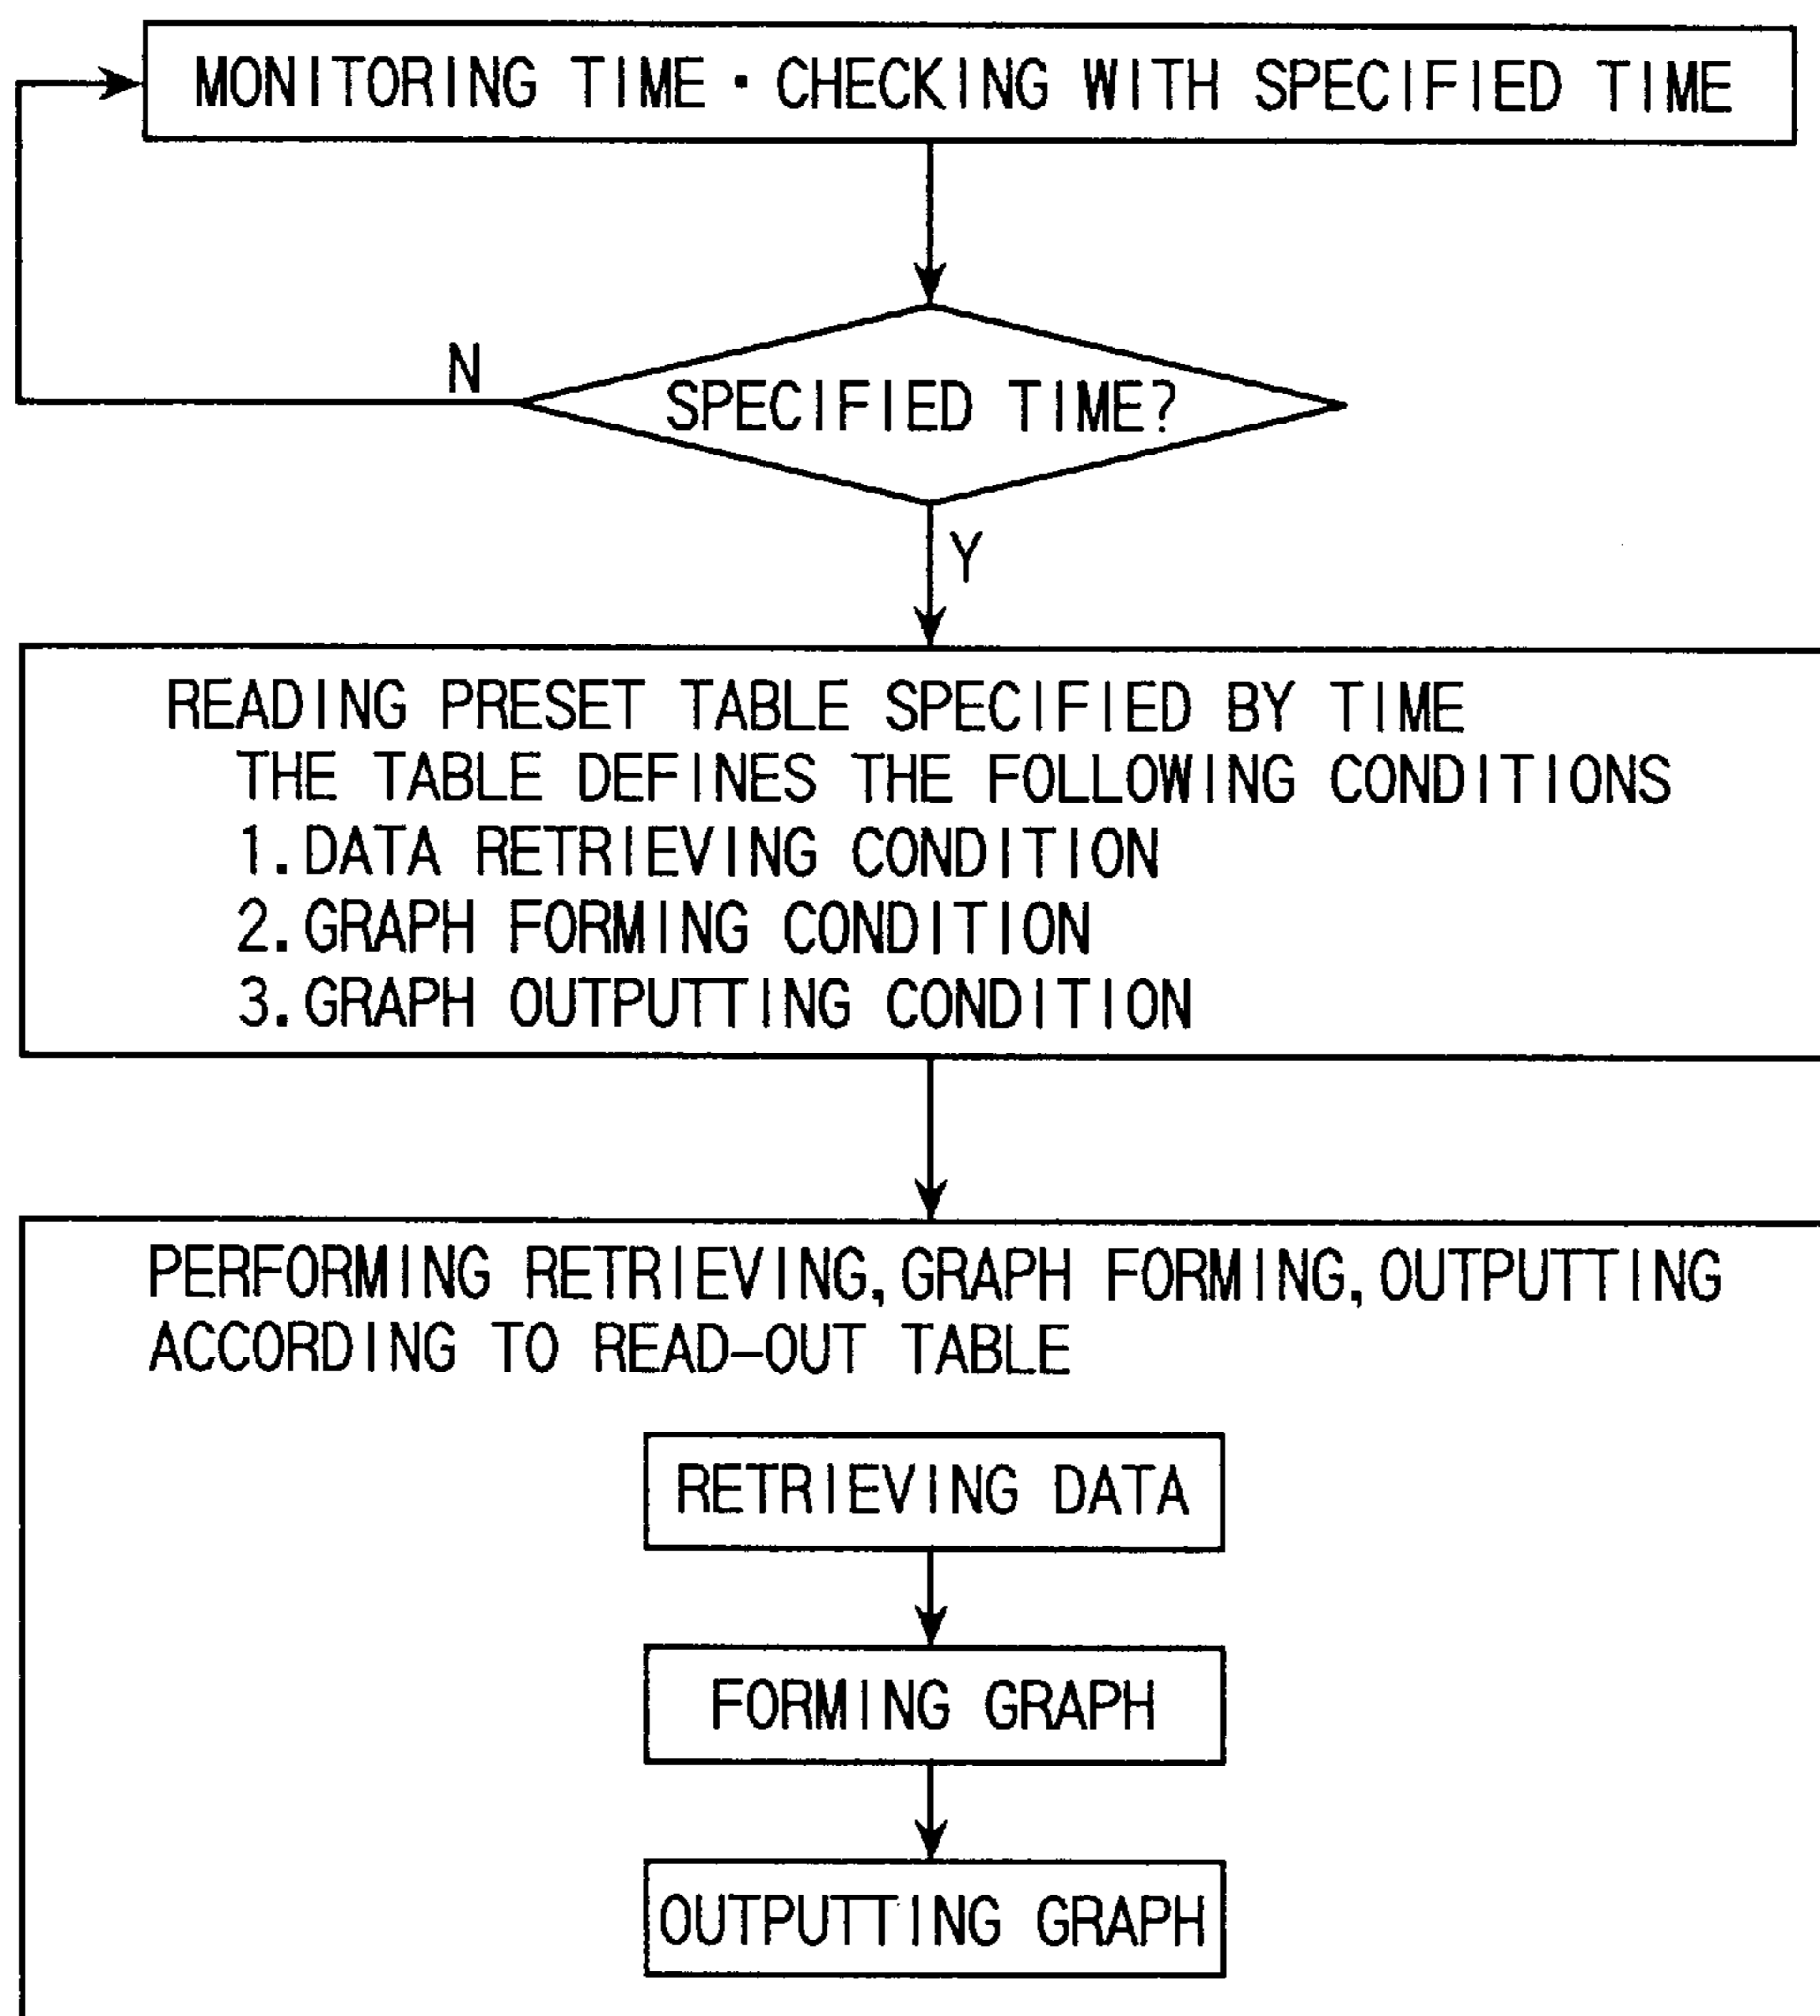 MONITORING TIME・CHECKING WITH SPECIFIED TIME
N
SPECIFIED TIME?
Y
READING PRESET TABLE SPECIFIED BY TIME
THE TABLE DEFINES THE FOLLOWING CONDITIONS
1.DATA RETRIEVING CONDITION
2.GRAPH FORMING CONDITION
3.GRAPH OUTPUTTING CONDITION
PERFORMING RETRIEVING,GRAPH FORMING,OUTPUTTING
ACCORDING TO READ-OUT TABLE
RETRIEVING DATA
FORMING GRAPH
OUTPUTTING GRAPH